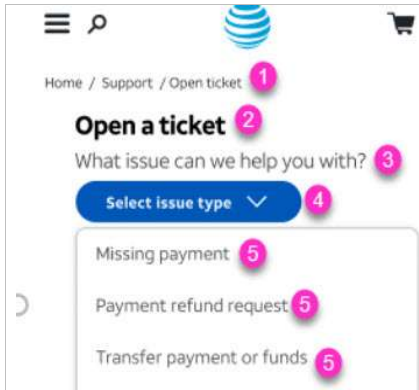 Home / Support / Open ticket 1
Open a ticket 2
What issue can we help you with? 3
Select issue type 4
Missing payment 5
Payment refund request 5
Transfer payment or funds 5